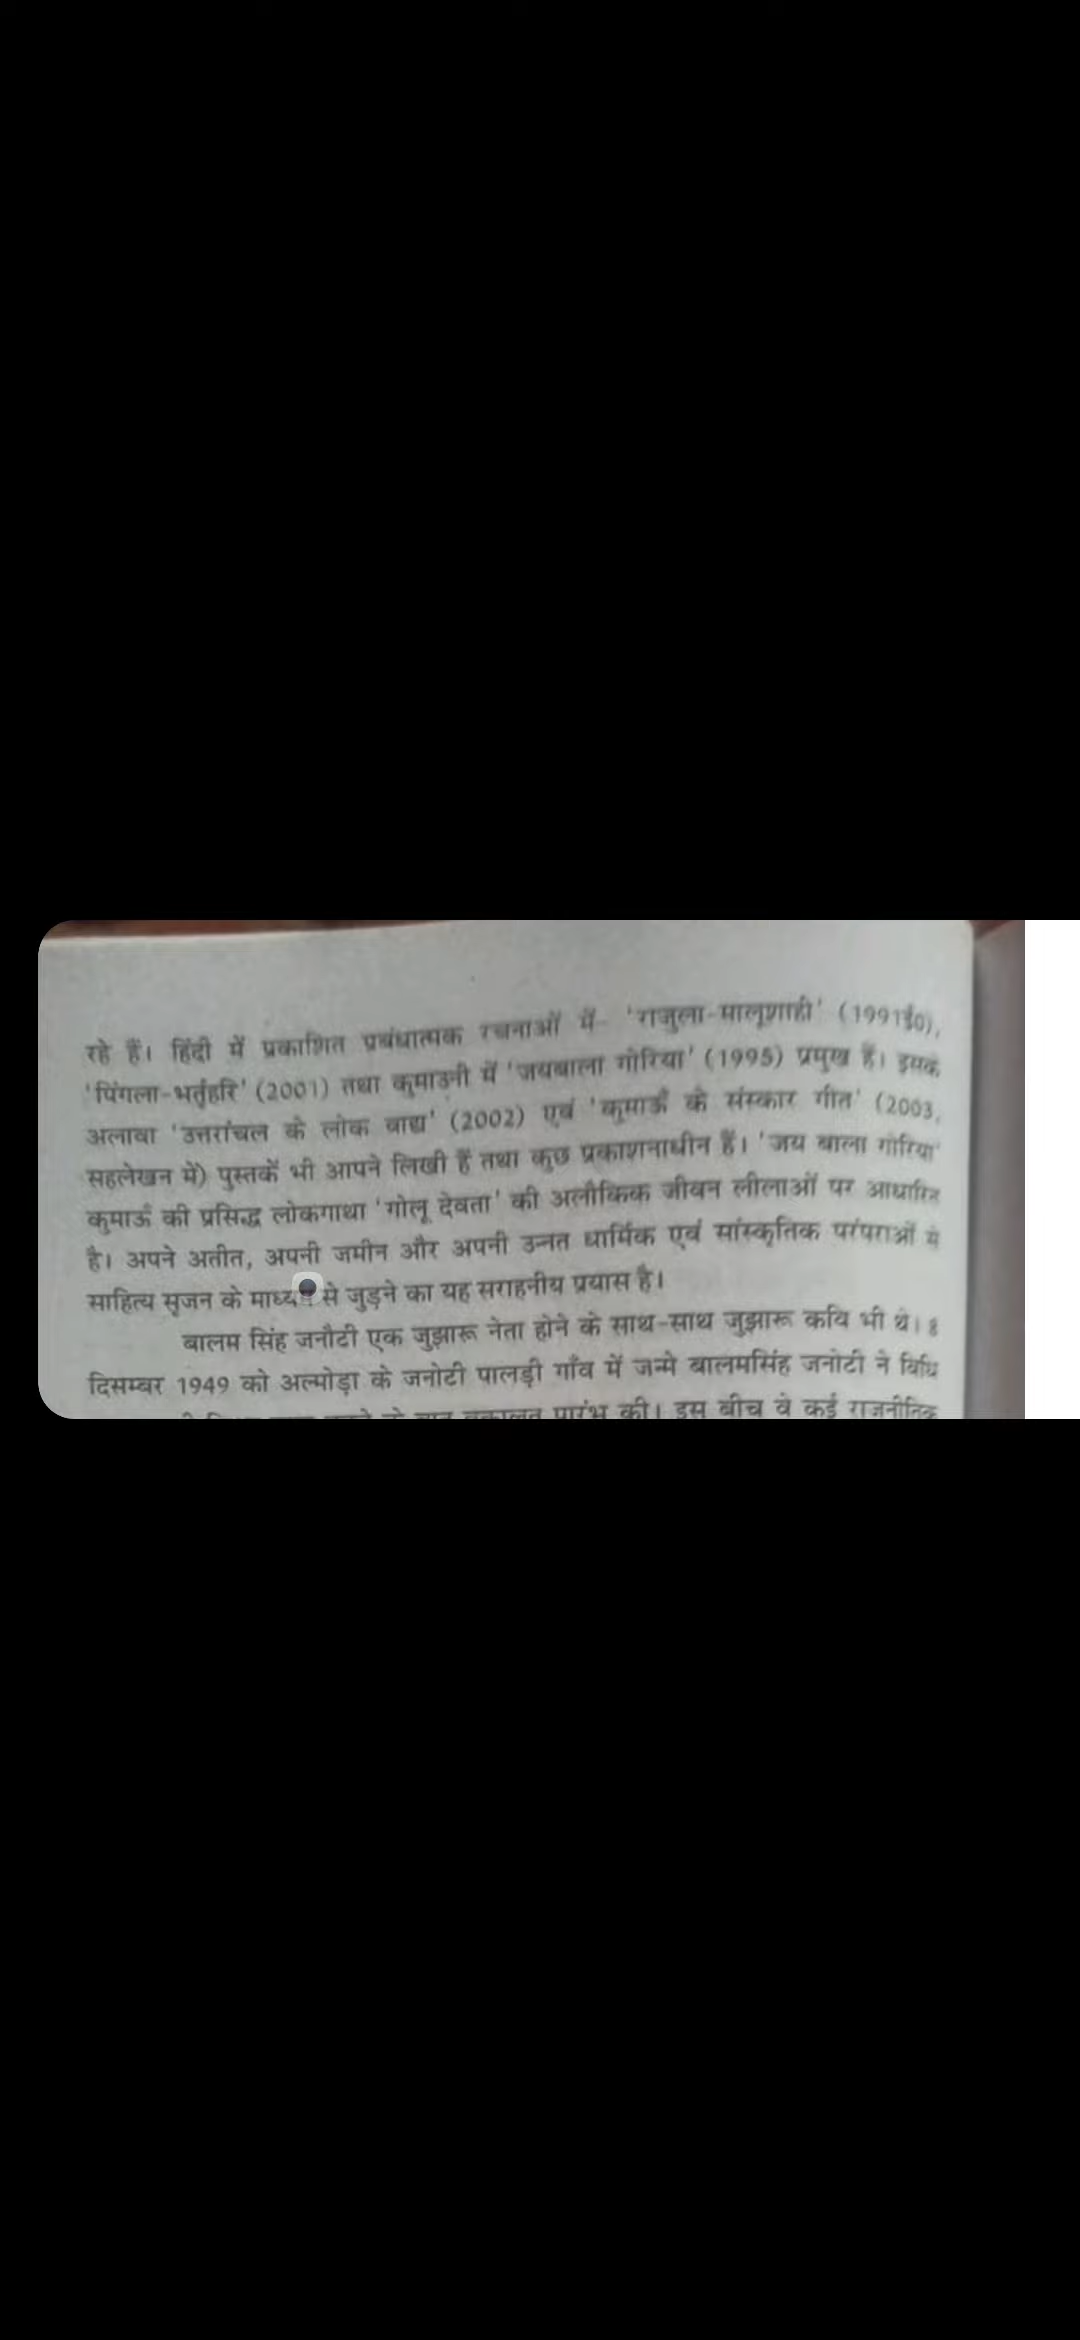 रहे हैं। हिंदी में प्रकाशित प्रबंधात्मक रचनाओं में- 'राजुला-मालूशाही' (1991ई0),
'पिंगला-भर्तृहरि' (2001) तथा कुमाउनी में 'जयबाला गोरिया' (1995) प्रमुख हैं। इसके
अलावा 'उत्तरांचल के लोक वाद्य' (2002) एवं 'कुमाऊँ के संस्कार गीत' (2003,
सहलेखन में) पुस्तकें भी आपने लिखी हैं तथा कुछ प्रकाशनाधीन हैं। 'जय बाला गोरिया'
कुमाऊँ की प्रसिद्ध लोकगाथा 'गोलू देवता' की अलौकिक जीवन लीलाओं पर आधारित
है। अपने अतीत, अपनी जमीन और अपनी उन्नत धार्मिक एवं सांस्कृतिक परंपराओं से
साहित्य सृजन के से जुड़ने का यह सराहनीय प्रयास है।
बालम सिंह जनौटी एक जुझारू नेता होने के साथ-साथ जुझारू कवि भी थे। 8
दिसम्बर 1949 को अल्मोड़ा के जनोटी पालड़ी गाँव में जन्मे बालमसिंह जनोटी ने विधि
वकालत प्रारंभ की। इस बीच वे कई राजनीतिक